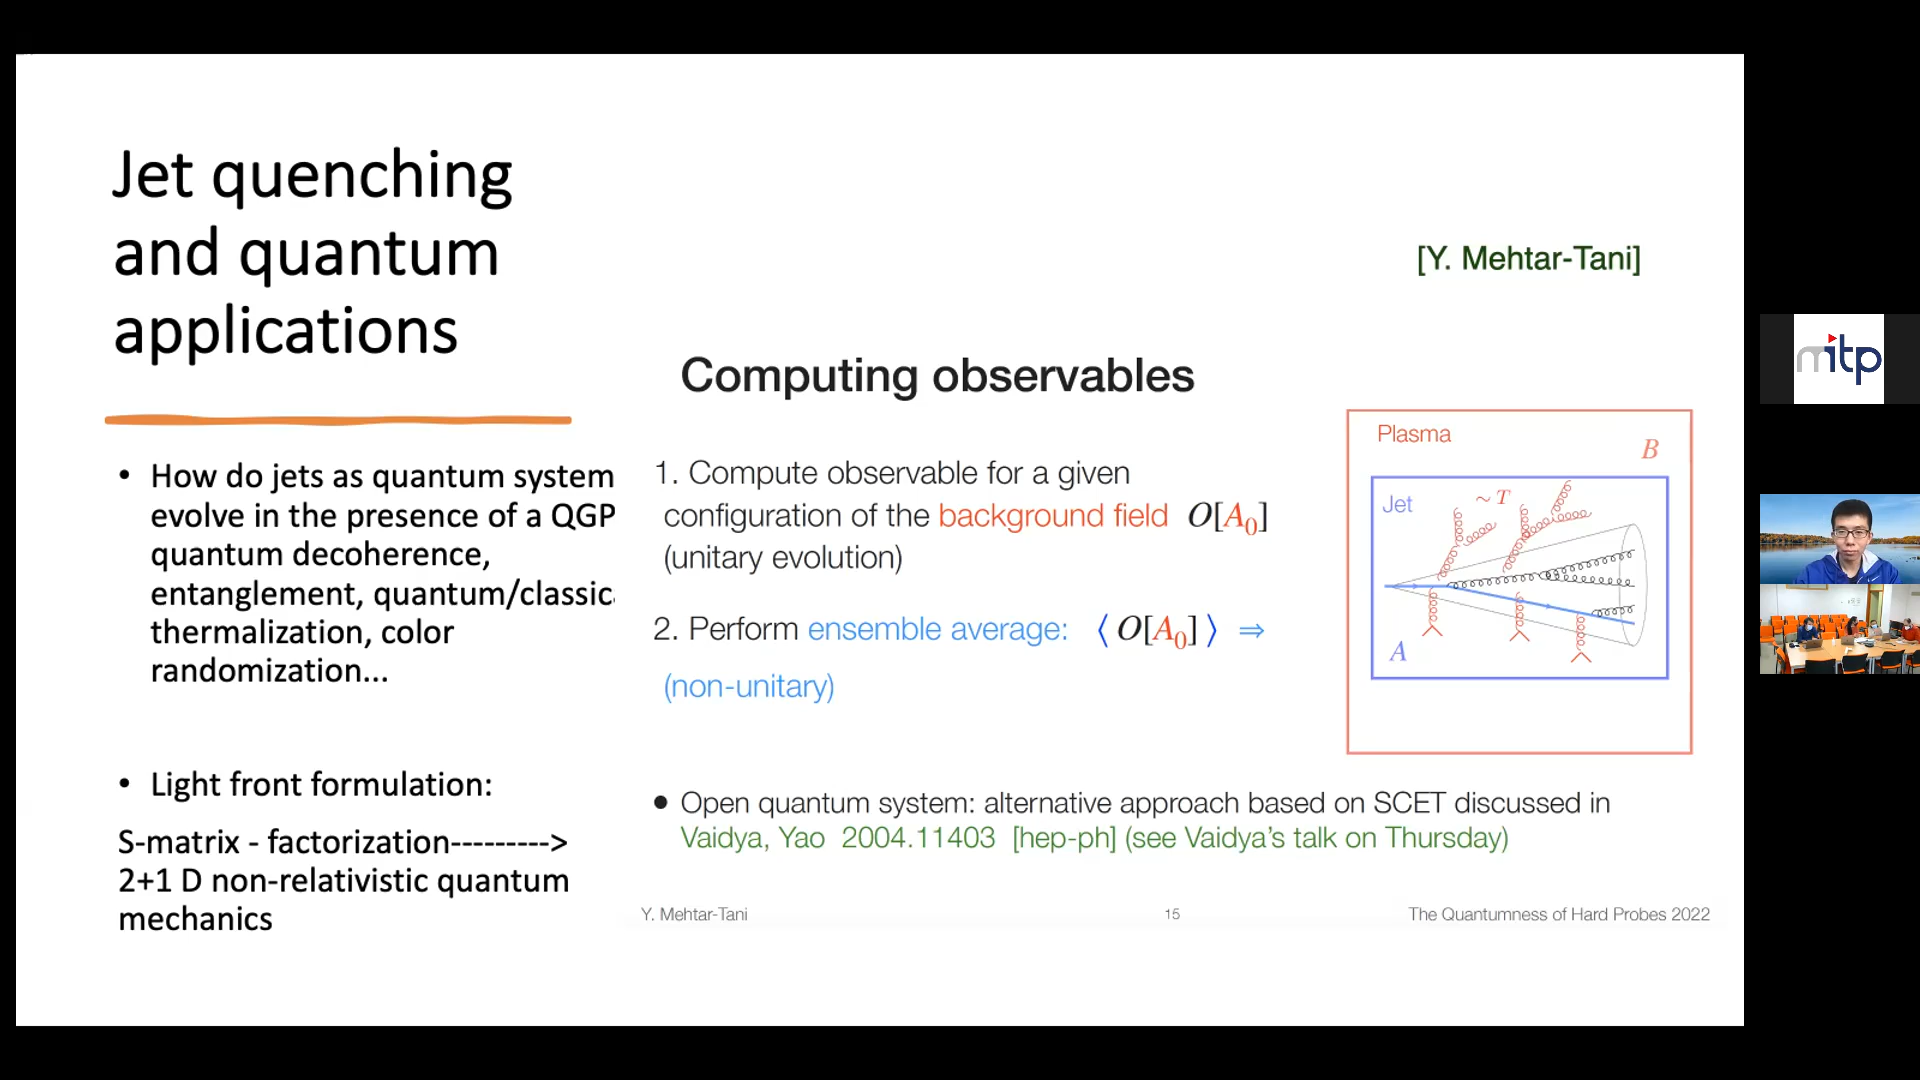 Jet quenching
and quantum
applications
• How do jets as quantum system
evolve in the presence of a QGP
quantum decoherence,
entanglement, quantum/classic
thermalization, color
randomization...
• Light front formulation:
S-matrix - factorization--------->
2+1 D non-relativistic quantum
mechanics
[Y. Mehtar-Tani]
Computing observables
1. Compute observable for a given
configuration of the background field O[A₀]
(unitary evolution)
2. Perform ensemble average: ⟨ O[A₀] ⟩ ⇒
(non-unitary)
Plasma
B
Jet
~ T
A
• Open quantum system: alternative approach based on SCET discussed in
Vaidya, Yao 2004.11403 [hep-ph] (see Vaidya's talk on Thursday)
Y. Mehtar-Tani
15
The Quantumness of Hard Probes 2022
mitp